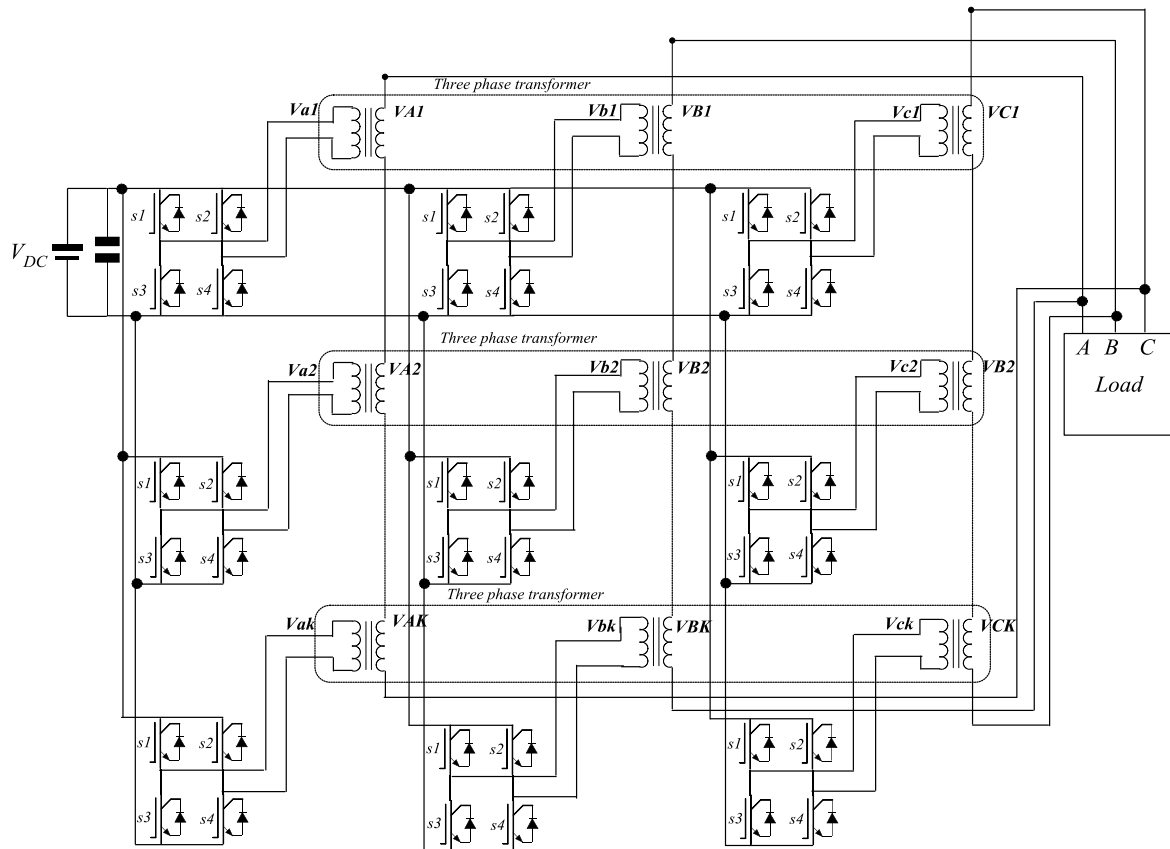 Three phase transformer
Va1 VA1 Vb1 VB1 Vc1 VC1
s1 s2 s1 s2 s1 s2
V DC
s3 s4 s3 s4 s3 s4
Three phase transformer
A B C
Load
Va2 VA2 Vb2 VB2 Vc2 VB2
s1 s2 s1 s2 s1 s2
s3 s4 s3 s4 s3 s4
Three phase transformer
Vak VAK Vbk VBK Vck VCK
s1 s2 s1 s2 s1 s2
s3 s4 s3 s4 s3 s4